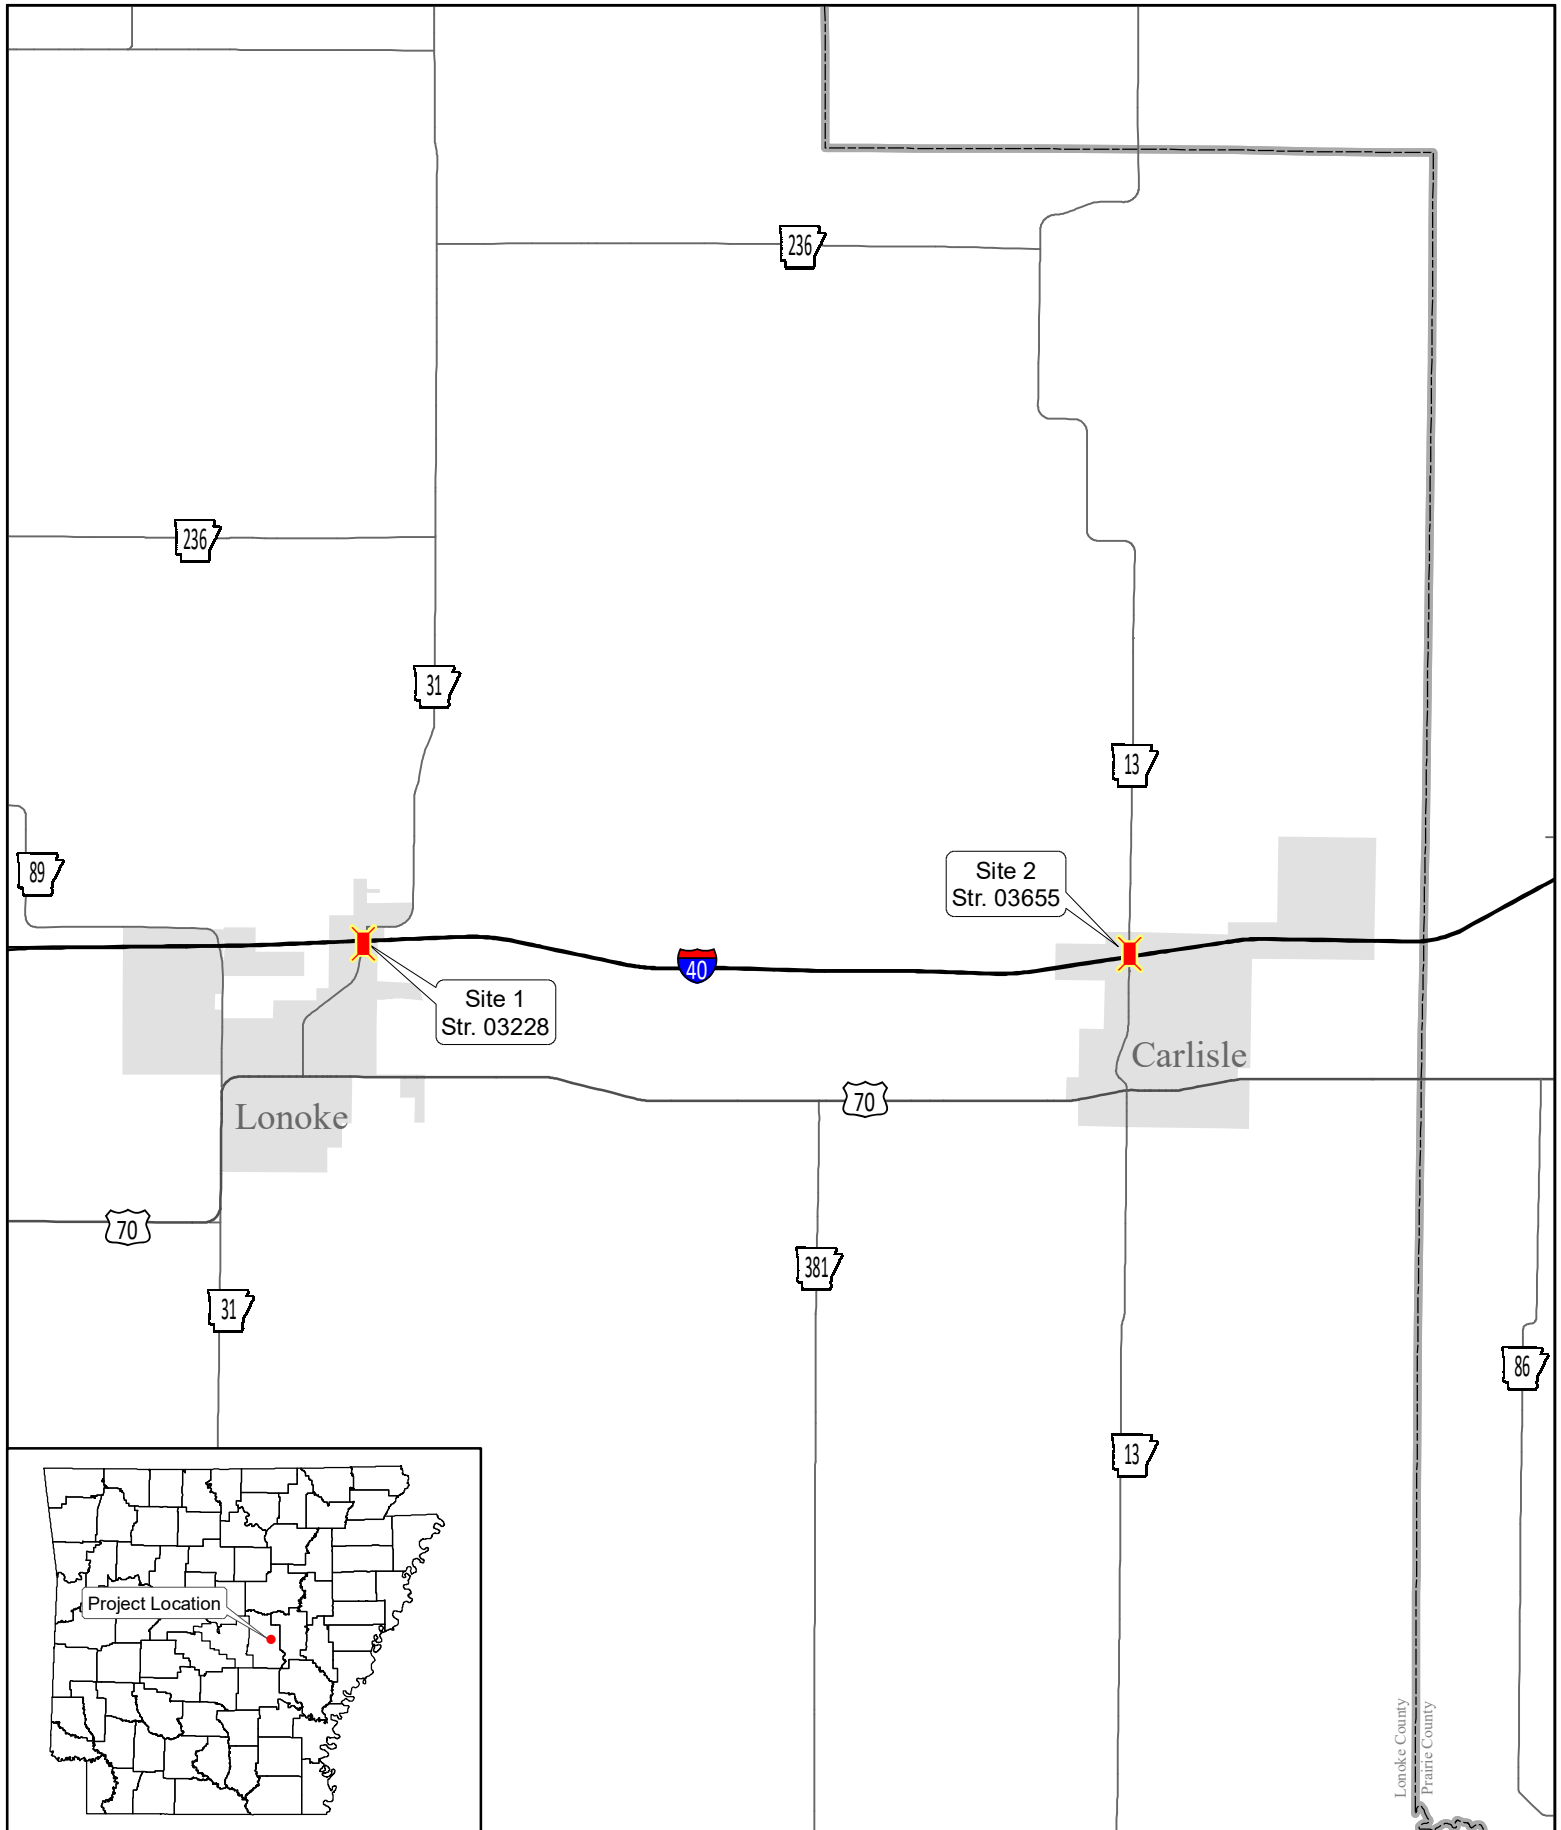 236
236
31
13
89
Site 2
Str. 03655
40
Site 1
Str. 03228
Carlisle
70
Lonoke
70
381
31
86
13
Project Location
Lonoke County
Prairie County